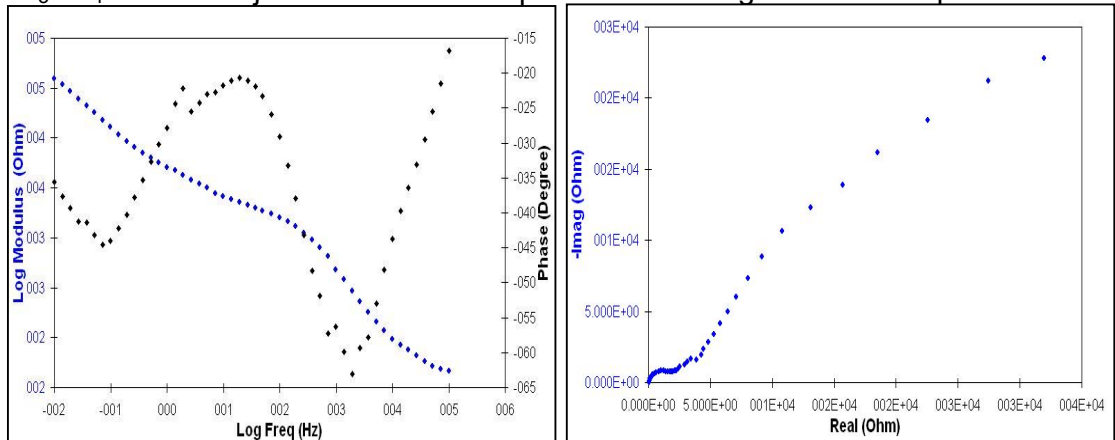 005
005
004
004
003
003
002
002
Log Modulus (Ohm)
-015
-020
-025
-030
-035
-040
-045
-050
-055
-060
-065
Phase (Degree)
-002 -001 000 001 002 003 004 005 006
Log Freq (Hz)
003E+04
002E+04
002E+04
001E+04
5.000E+00
0.000E+00
-Imag (Ohm)
0.000E+00 5.000E+00 001E+04 002E+04 002E+04 003E+04 003E+04 004E+04
Real (Ohm)